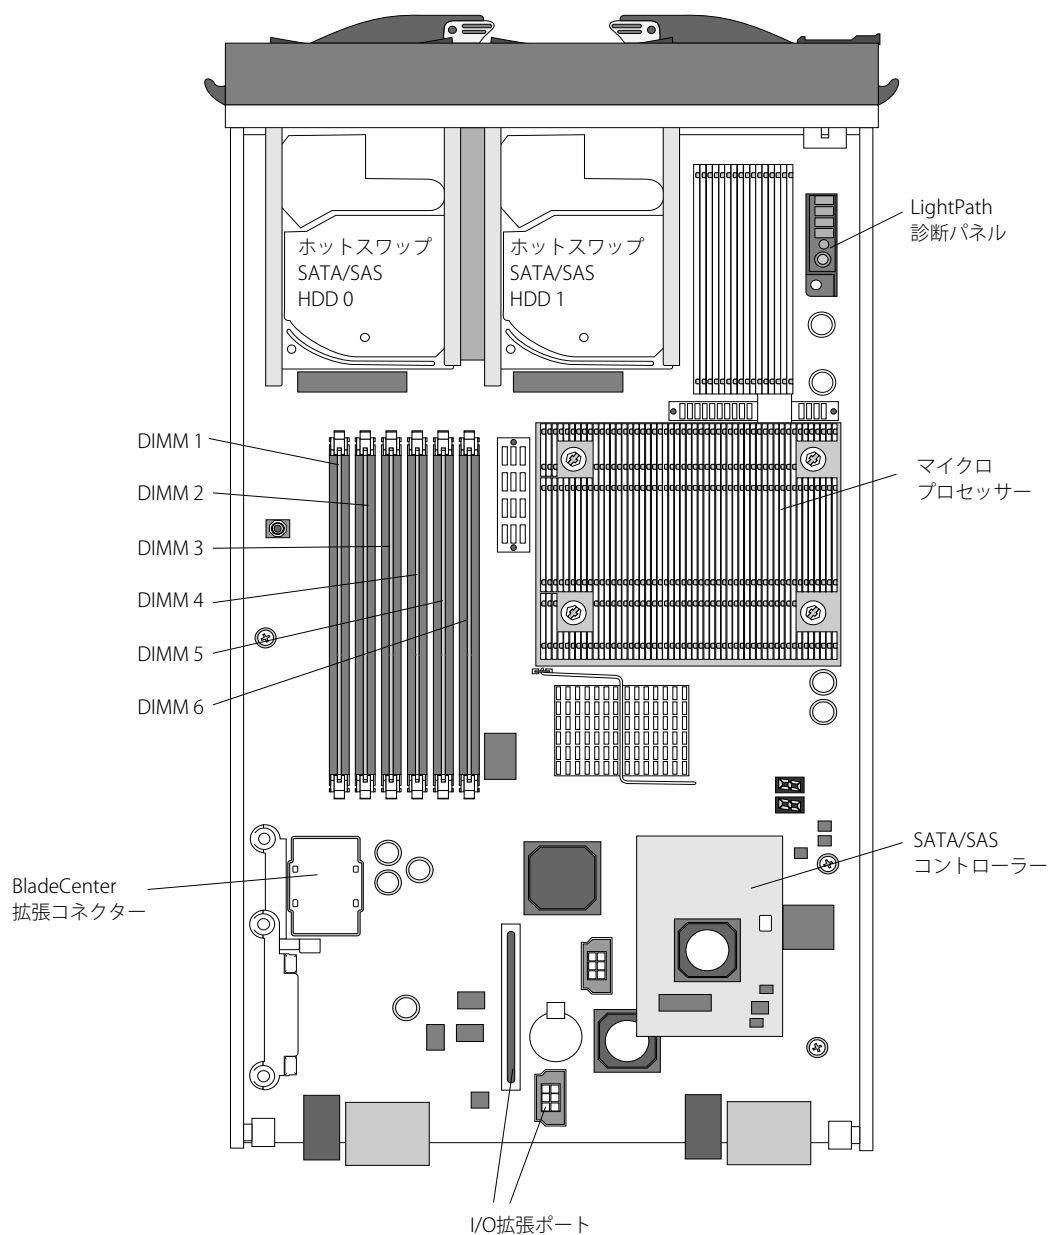 LightPath
診断パネル
ホットスワップ
SATA/SAS
HDD 0
ホットスワップ
SATA/SAS
HDD 1
DIMM 1
DIMM 2
DIMM 3
DIMM 4
DIMM 5
DIMM 6
マイクロ
プロセッサー
SATA/SAS
コントローラー
BladeCenter
拡張コネクター
I/O拡張ポート